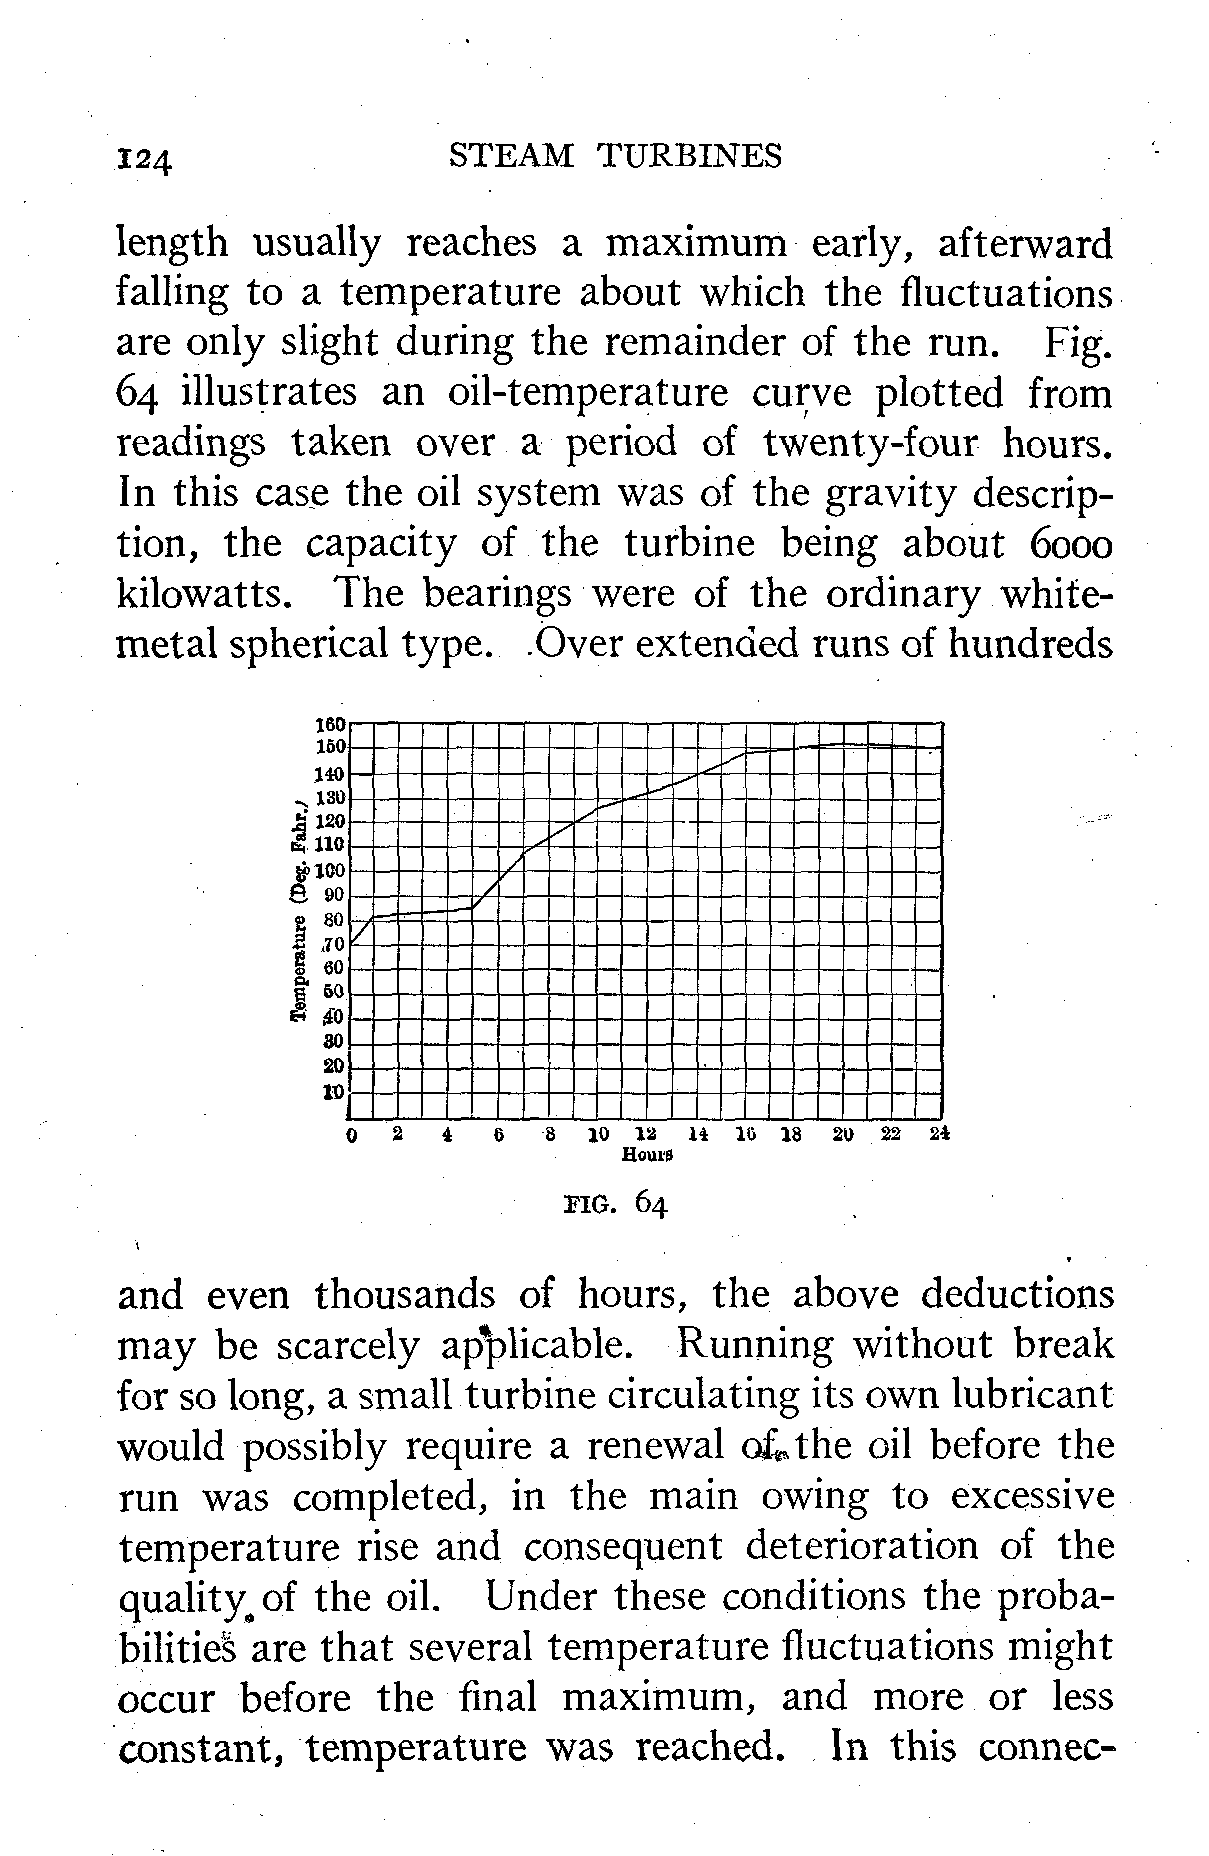 124 STEAM TURBINES
length usually reaches a maximum early, afterward
falling to a temperature about which the fluctuations
are only slight during the remainder of the run. Fig.
64 illustrates an oil-temperature curve plotted from
readings taken over a period of twenty-four hours.
In this case the oil system was of the gravity descrip-
tion, the capacity of the turbine being about 6000
kilowatts. The bearings were of the ordinary white-
metal spherical type. Over extended runs of hundreds
Temperature (Deg. Fahr.)
160
150
140
130
120
110
100
90
80
70
60
50
40
30
20
10
0 2 4 6 8 10 12 14 16 18 20 22 24
Hours
FIG. 64
and even thousands of hours, the above deductions
may be scarcely applicable. Running without break
for so long, a small turbine circulating its own lubricant
would possibly require a renewal of the oil before the
run was completed, in the main owing to excessive
temperature rise and consequent deterioration of the
quality of the oil. Under these conditions the proba-
bilities are that several temperature fluctuations might
occur before the final maximum, and more or less
constant, temperature was reached. In this connec-